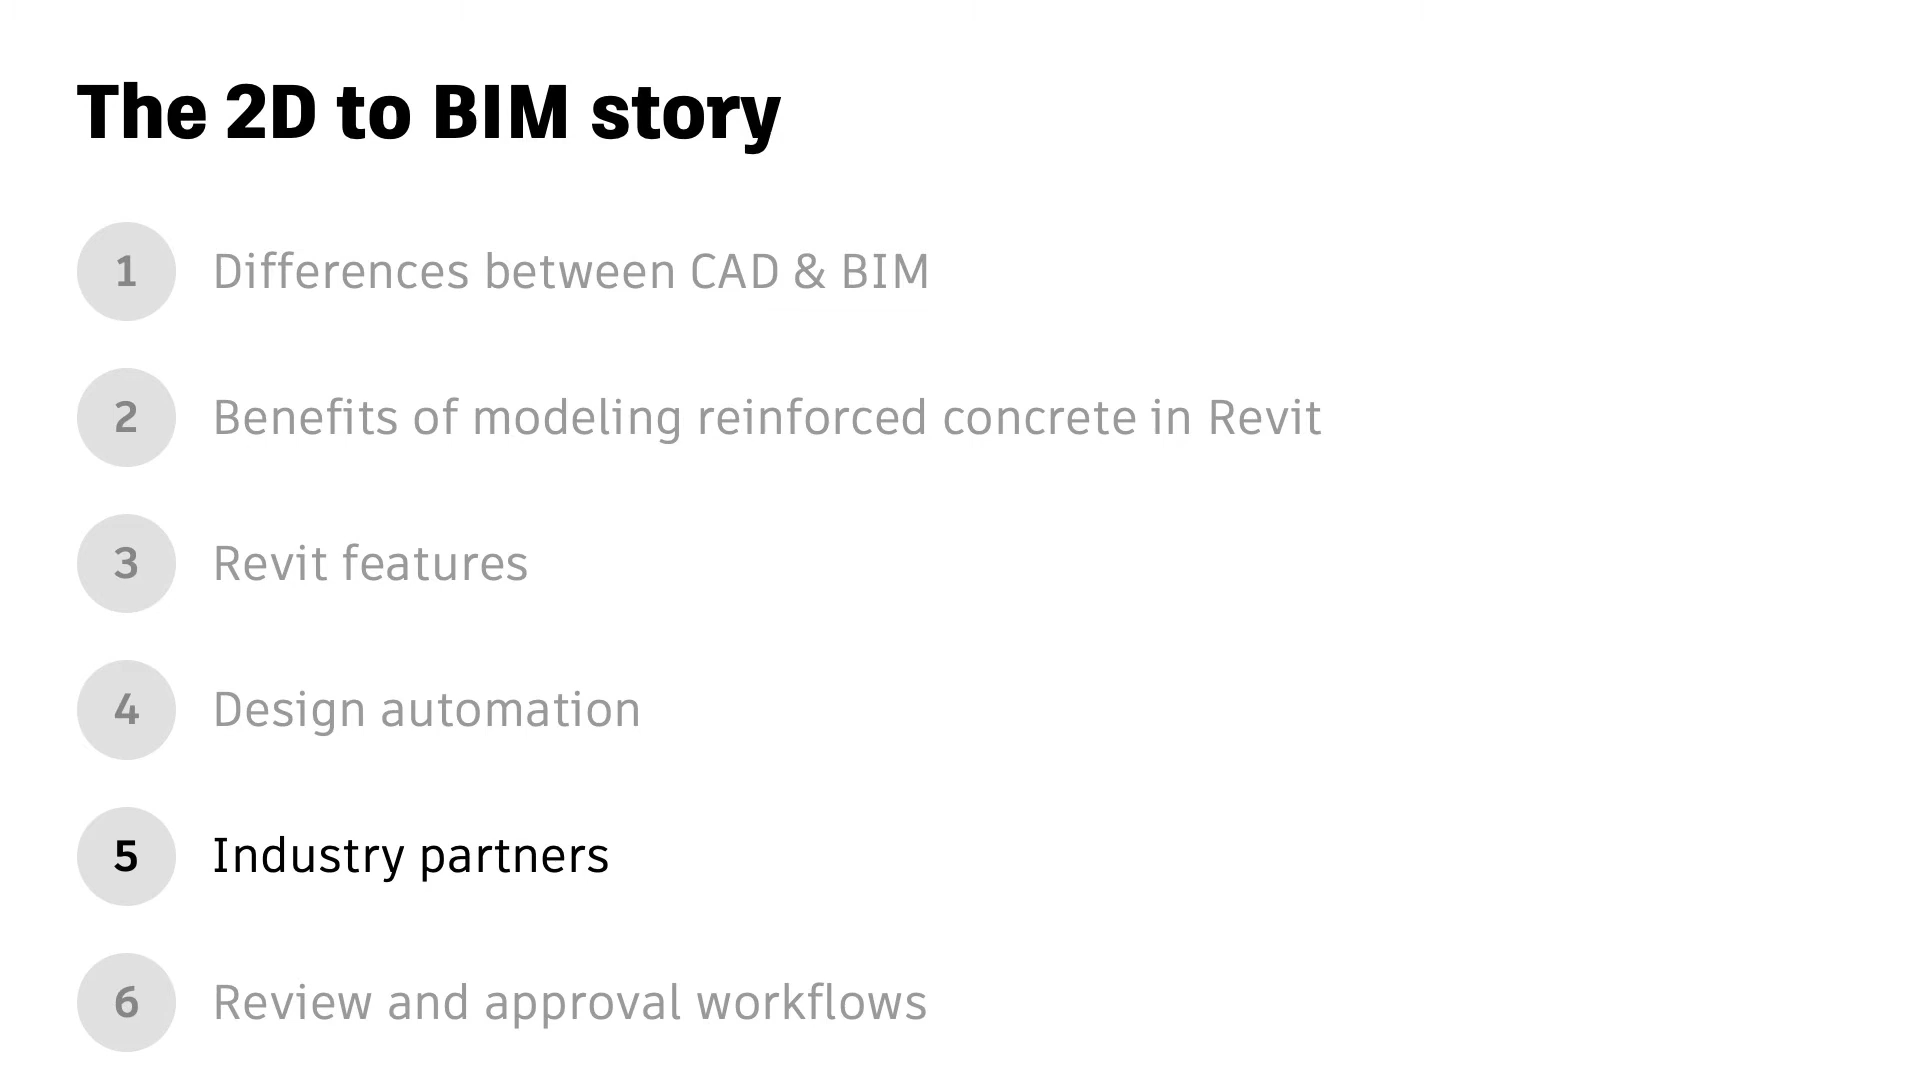 The 2D to BIM story
1 Differences between CAD & BIM
2 Benefits of modeling reinforced concrete in Revit
3 Revit features
4 Design automation
5 Industry partners
6 Review and approval workflows